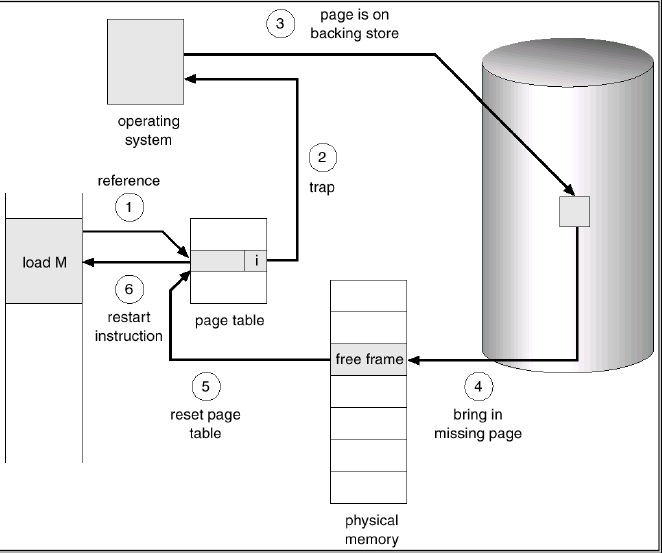 3
page is on
backing store
operating
system
2
trap
reference
1
load M
i
6
restart
instruction
page table
free frame
5
reset page
table
4
bring in
missing page
physical
memory